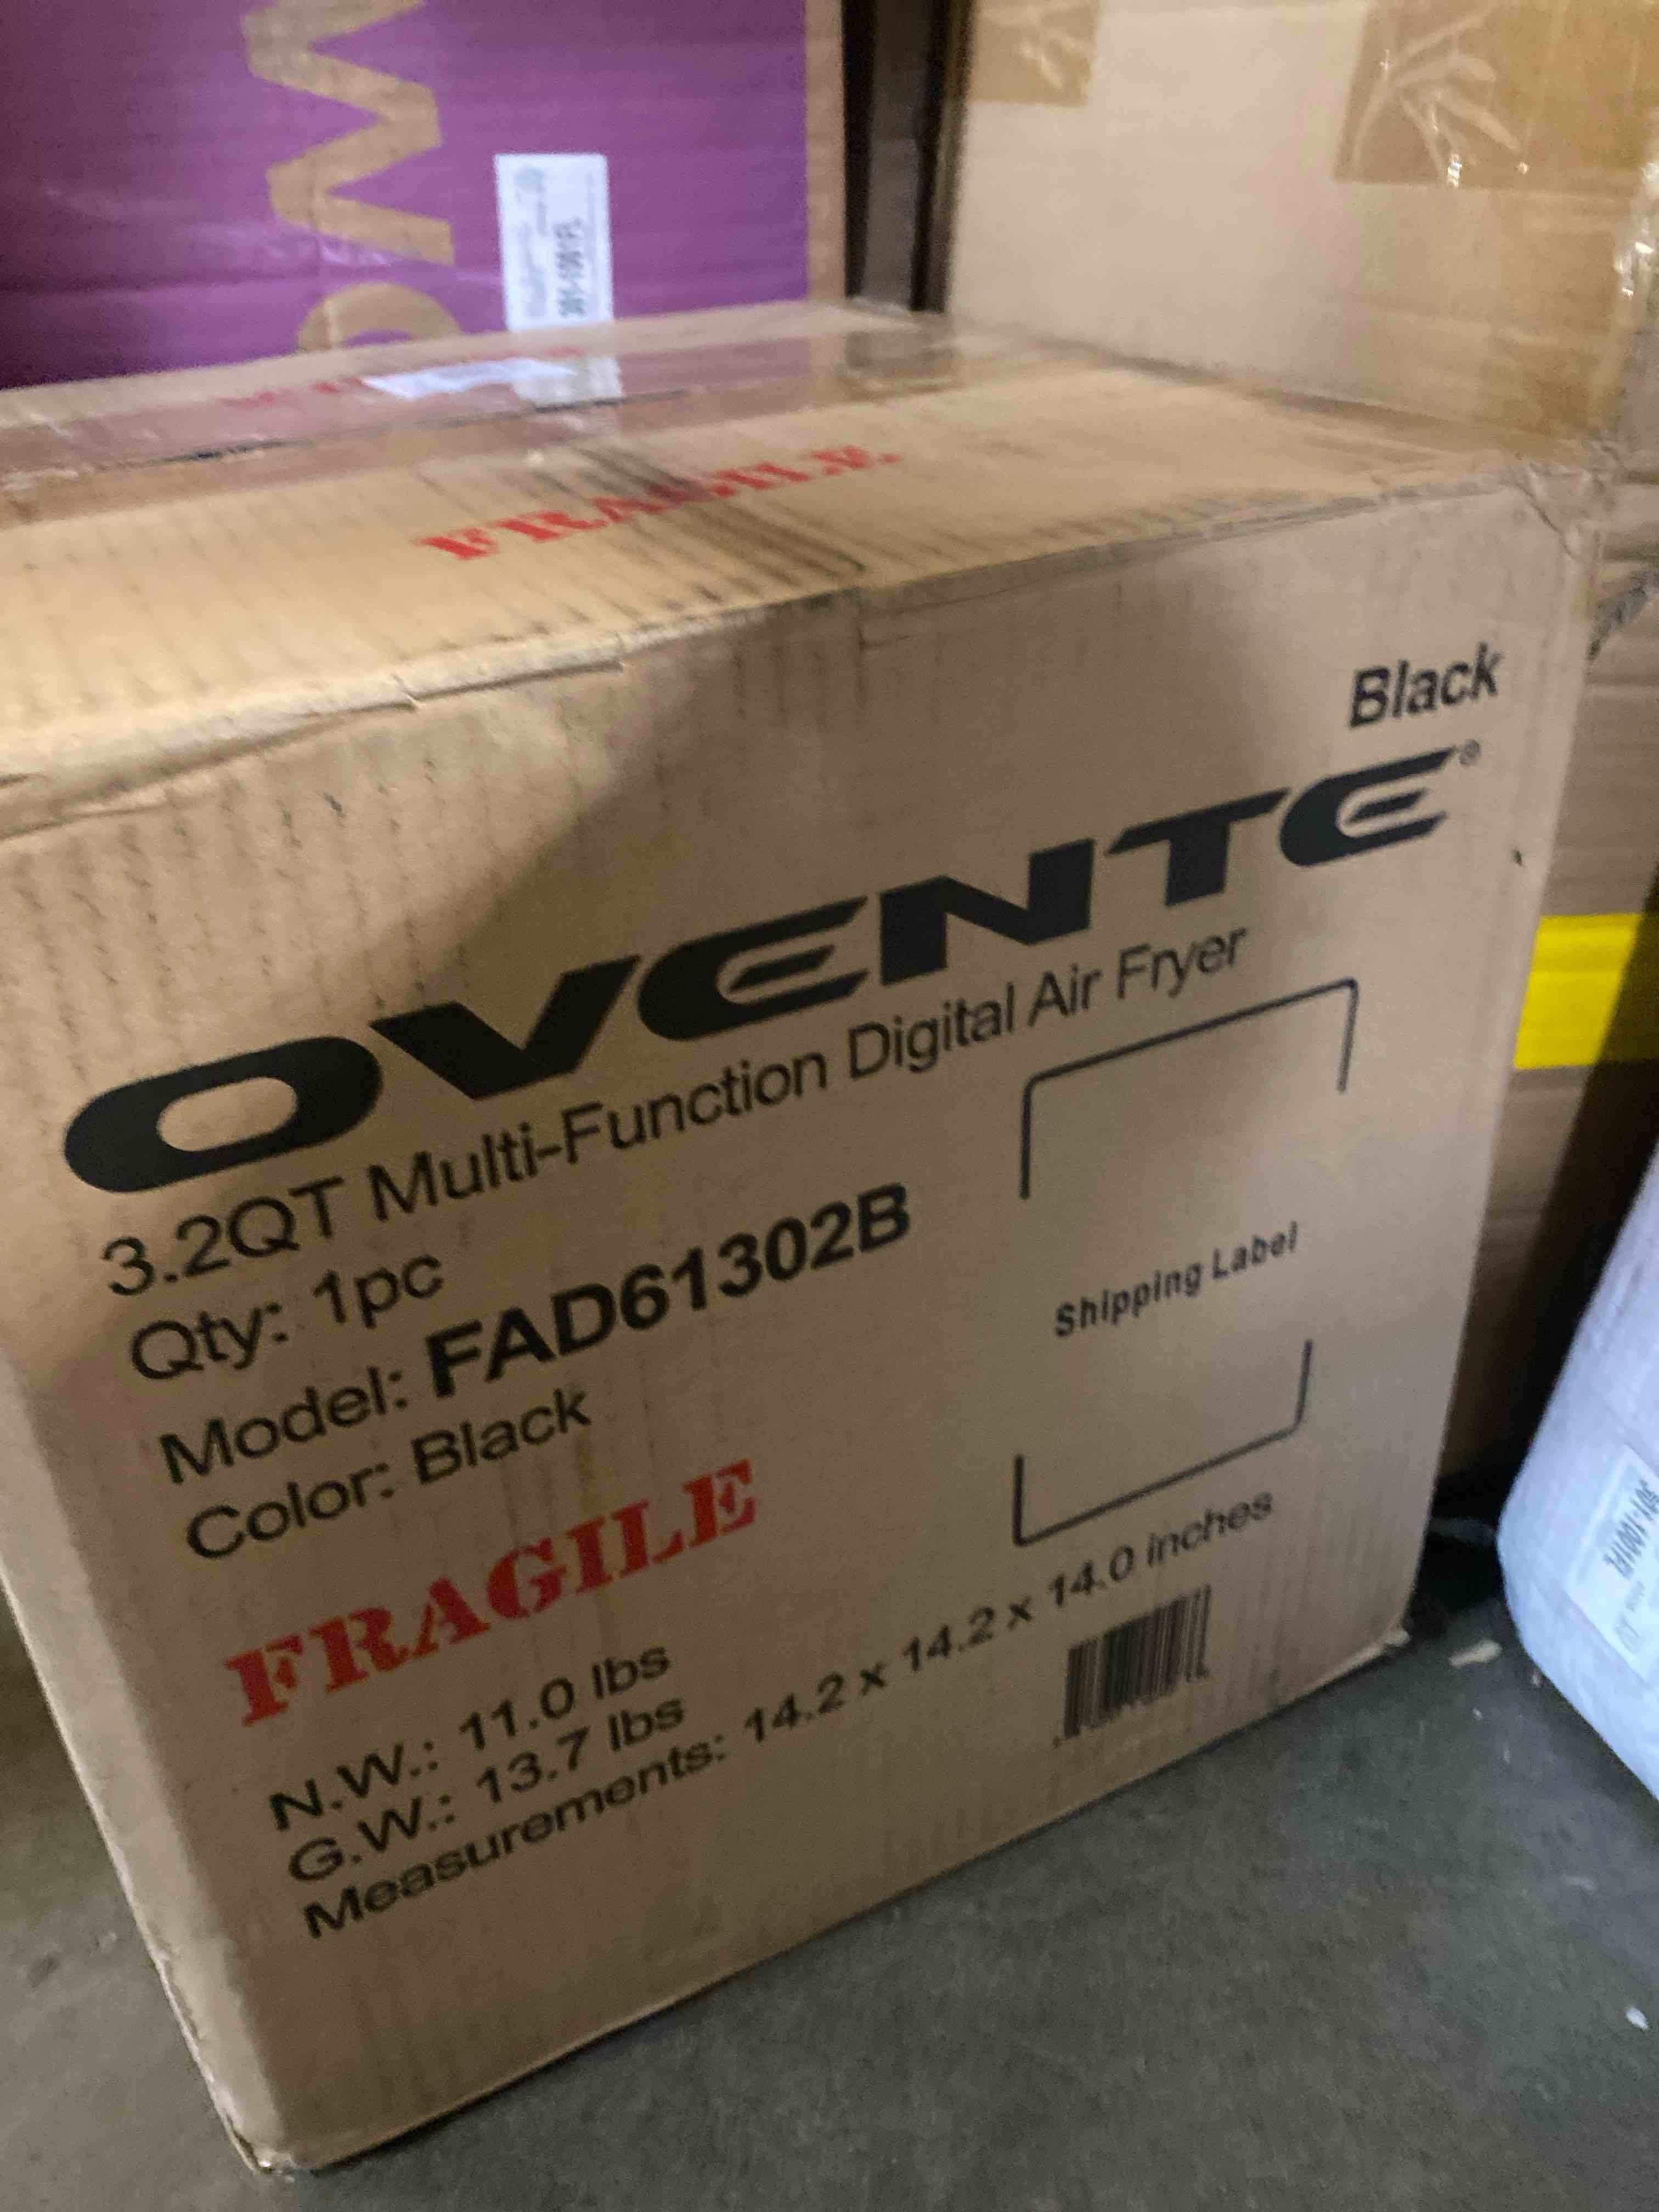 FRAGILE
Black
OVENTE®
3.2QT Multi-Function Digital Air Fryer
Qty: 1pc
Model: FAD61302B
Color: Black
Shipping Label
FRAGILE
N.W.: 11.0 lbs
G.W.: 13.7 lbs
Measurements: 14.2 x 14.2 x 14.0 inches